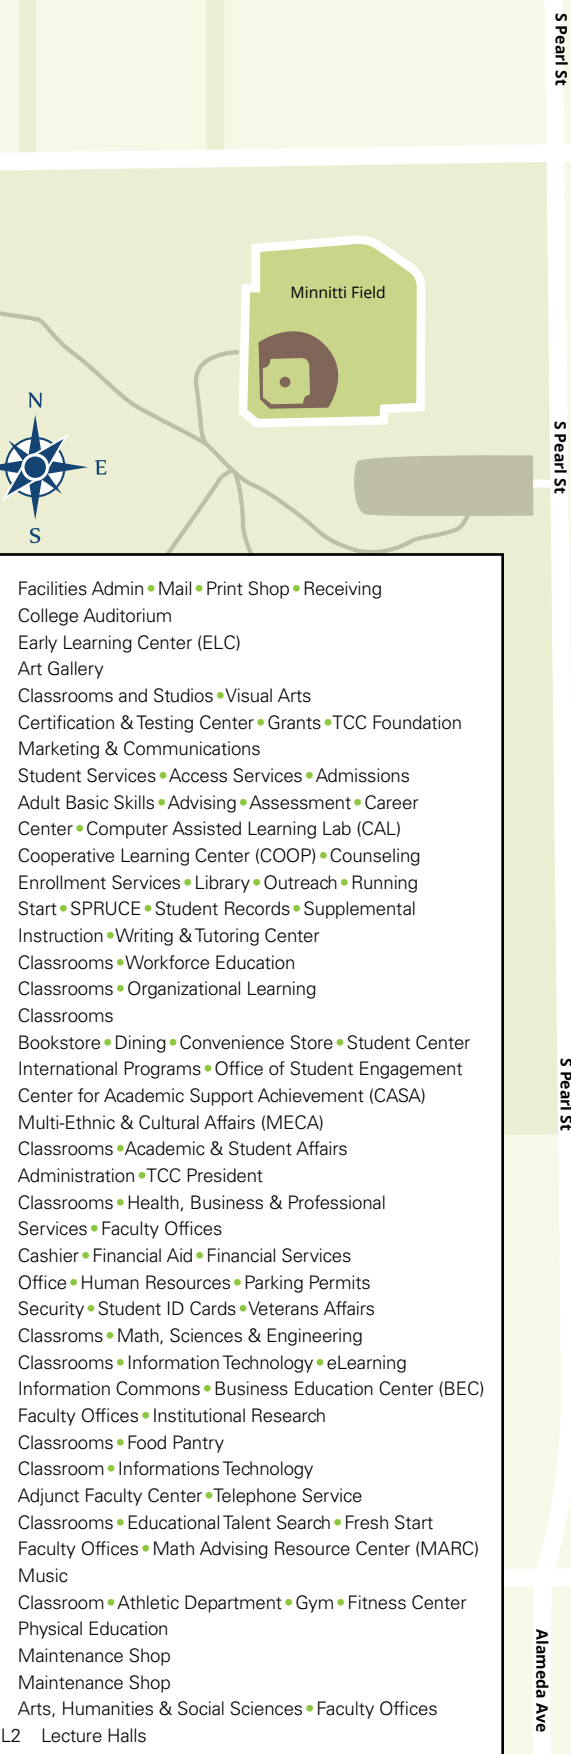 S Pearl St
Minnitti Field
N
E
S Pearl St
S
Facilities Admin • Mail • Print Shop • Receiving
College Auditorium
Early Learning Center (ELC)
Art Gallery
Classrooms and Studios • Visual Arts
Certification & Testing Center • Grants • TCC Foundation
Marketing & Communications
Student Services • Access Services • Admissions
Adult Basic Skills • Advising • Assessment • Career
Center • Computer Assisted Learning Lab (CAL)
Cooperative Learning Center (COOP) • Counseling
Enrollment Services • Library • Outreach • Running
Start • SPRUCE • Student Records • Supplemental
Instruction • Writing & Tutoring Center
Classrooms • Workforce Education
Classrooms • Organizational Learning
Classrooms
Bookstore • Dining • Convenience Store • Student Center
International Programs • Office of Student Engagement
Center for Academic Support Achievement (CASA)
Multi-Ethnic & Cultural Affairs (MECA)
S Pearl St
Classrooms • Academic & Student Affairs
Administration • TCC President
Classrooms • Health, Business & Professional
Services • Faculty Offices
Cashier • Financial Aid • Financial Services
Office • Human Resources • Parking Permits
Security • Student ID Cards • Veterans Affairs
Classroms • Math, Sciences & Engineering
Classrooms • Information Technology • eLearning
Information Commons • Business Education Center (BEC)
Faculty Offices • Institutional Research
Classrooms • Food Pantry
Classroom • Informations Technology
Adjunct Faculty Center • Telephone Service
Classrooms • Educational Talent Search • Fresh Start
Faculty Offices • Math Advising Resource Center (MARC)
Music
Classroom • Athletic Department • Gym • Fitness Center
Physical Education
Maintenance Shop
Maintenance Shop
Alameda Ave
Arts, Humanities & Social Sciences • Faculty Offices
L2 Lecture Halls